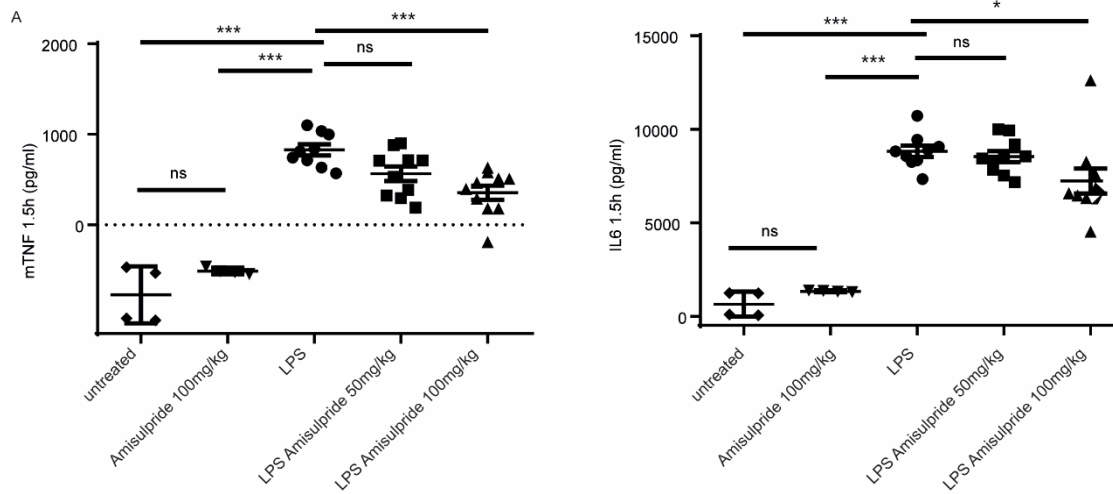 A
***
***
***
ns
ns
2000
1000
0
mTNF 1.5h (pg/ml)
untreated
Amisulpride 100mg/kg
LPS
LPS Amisulpride 50mg/kg
LPS Amisulpride 100mg/kg
***
*
ns
***
ns
15000
10000
5000
0
IL6 1.5h (pg/ml)
untreated
Amisulpride 100mg/kg
LPS
LPS Amisulpride 50mg/kg
LPS Amisulpride 100mg/kg